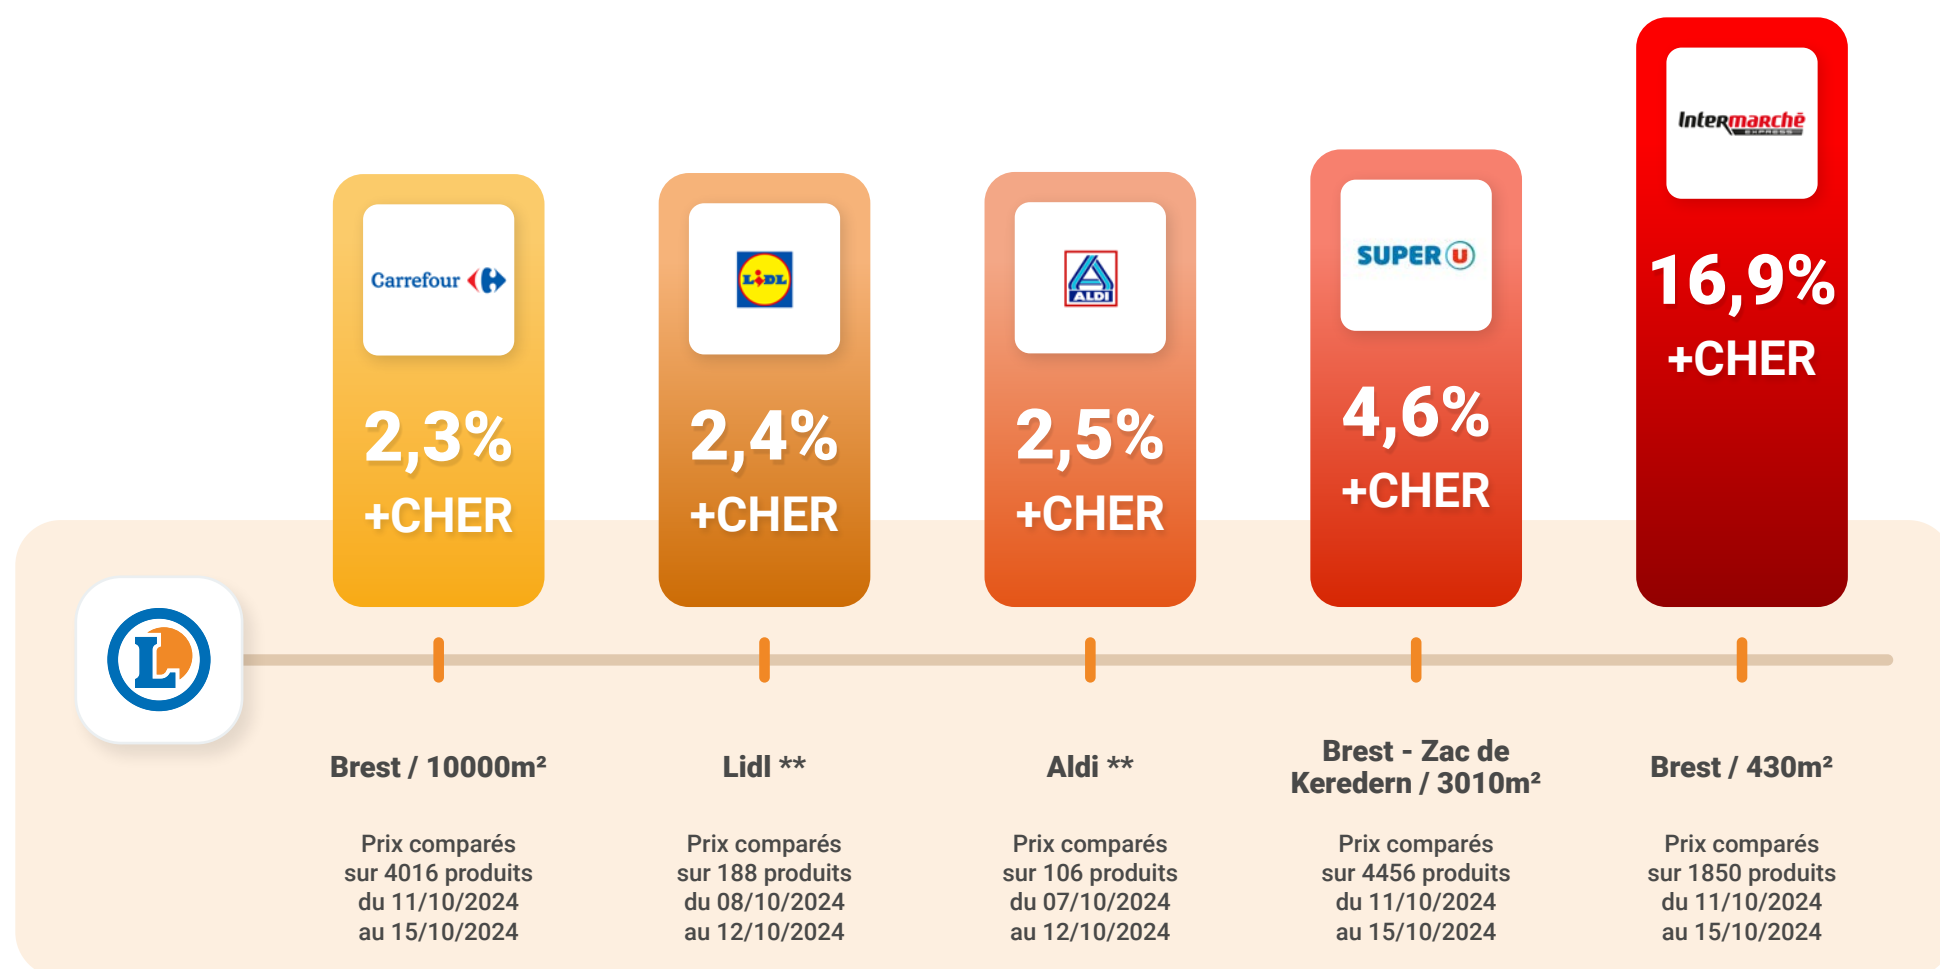 Carrefour
2,3%
+CHER
LIDL
2,4%
+CHER
ALDI
2,5%
+CHER
SUPER U
4,6%
+CHER
Intermarchē
EXPRESS
16,9%
+CHER
L
Brest / 10000m²
Prix comparés
sur 4016 produits
du 11/10/2024
au 15/10/2024
Lidl **
Prix comparés
sur 188 produits
du 08/10/2024
au 12/10/2024
Aldi **
Prix comparés
sur 106 produits
du 07/10/2024
au 12/10/2024
Brest - Zac de
Keredern / 3010m²
Prix comparés
sur 4456 produits
du 11/10/2024
au 15/10/2024
Brest / 430m²
Prix comparés
sur 1850 produits
du 11/10/2024
au 15/10/2024